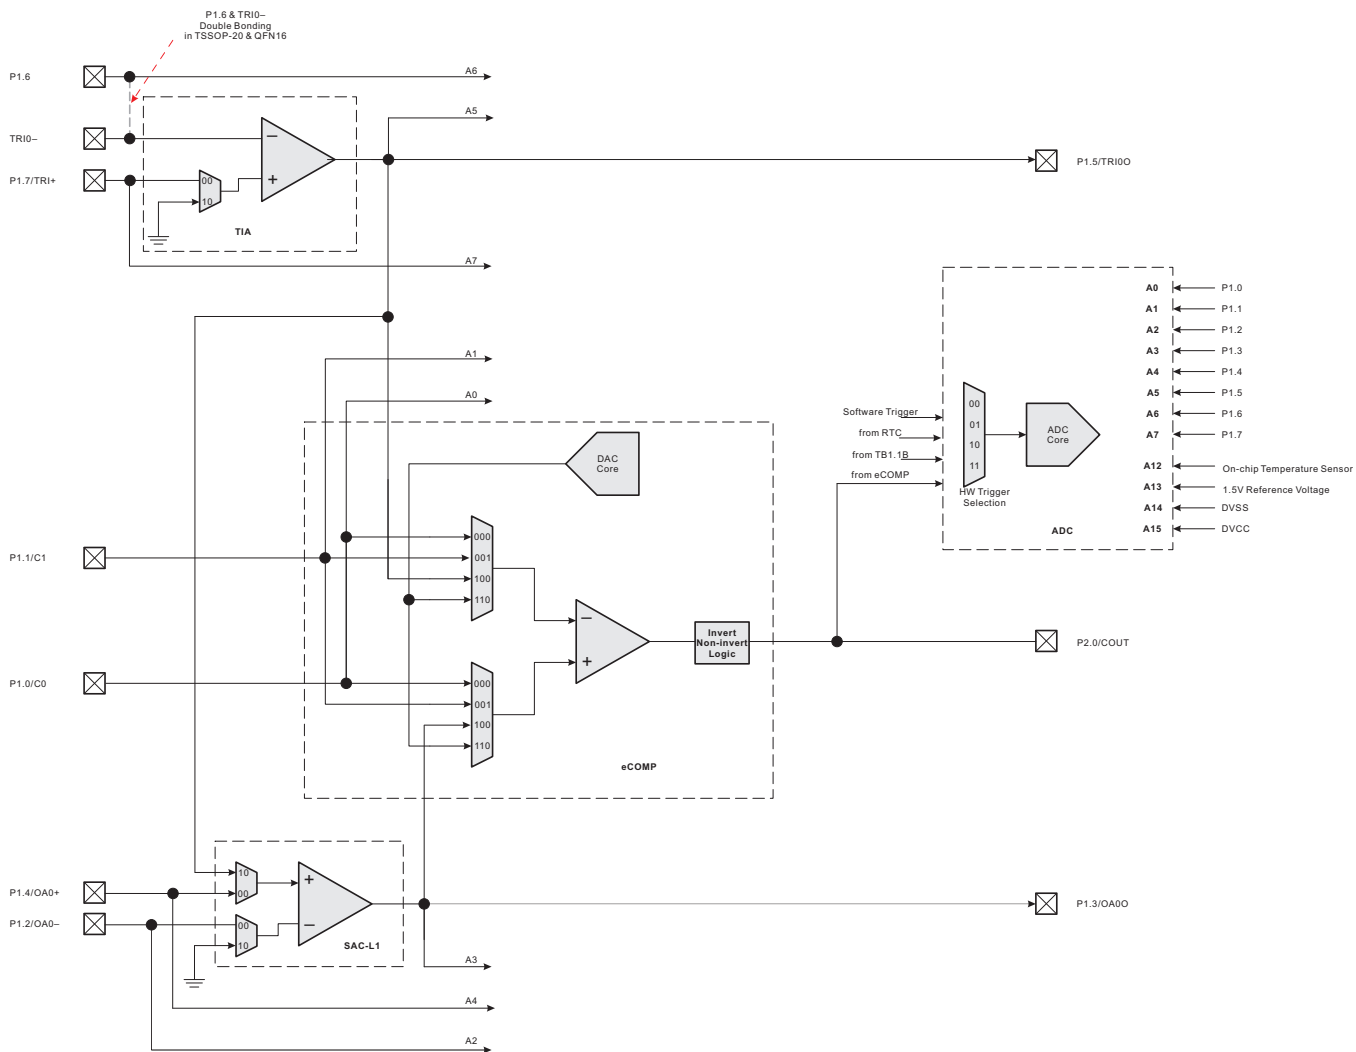 P1.6 & TRI0–
Double Bonding
in TSSOP-20 & QFN16
P1.6
A6
A5
TRI0–
P1.7/TRI+
–
+
00
10
TIA
P1.5/TRI0O
A7
A1
A0
DAC
Core
P1.1/C1
000
001
100
110
P1.0/C0
000
001
100
110
–
+
Invert
Non-invert
Logic
eCOMP
P2.0/COUT
Software Trigger
from RTC
from TB1.1B
from eCOMP
00
01
10
11
HW Trigger
Selection
ADC
Core
ADC
A0 P1.0
A1 P1.1
A2 P1.2
A3 P1.3
A4 P1.4
A5 P1.5
A6 P1.6
A7 P1.7
A12 On-chip Temperature Sensor
A13 1.5V Reference Voltage
A14 DVSS
A15 DVCC
P1.4/OA0+
P1.2/OA0–
10
00
00
10
+
–
SAC-L1
P1.3/OA0O
A3
A4
A2